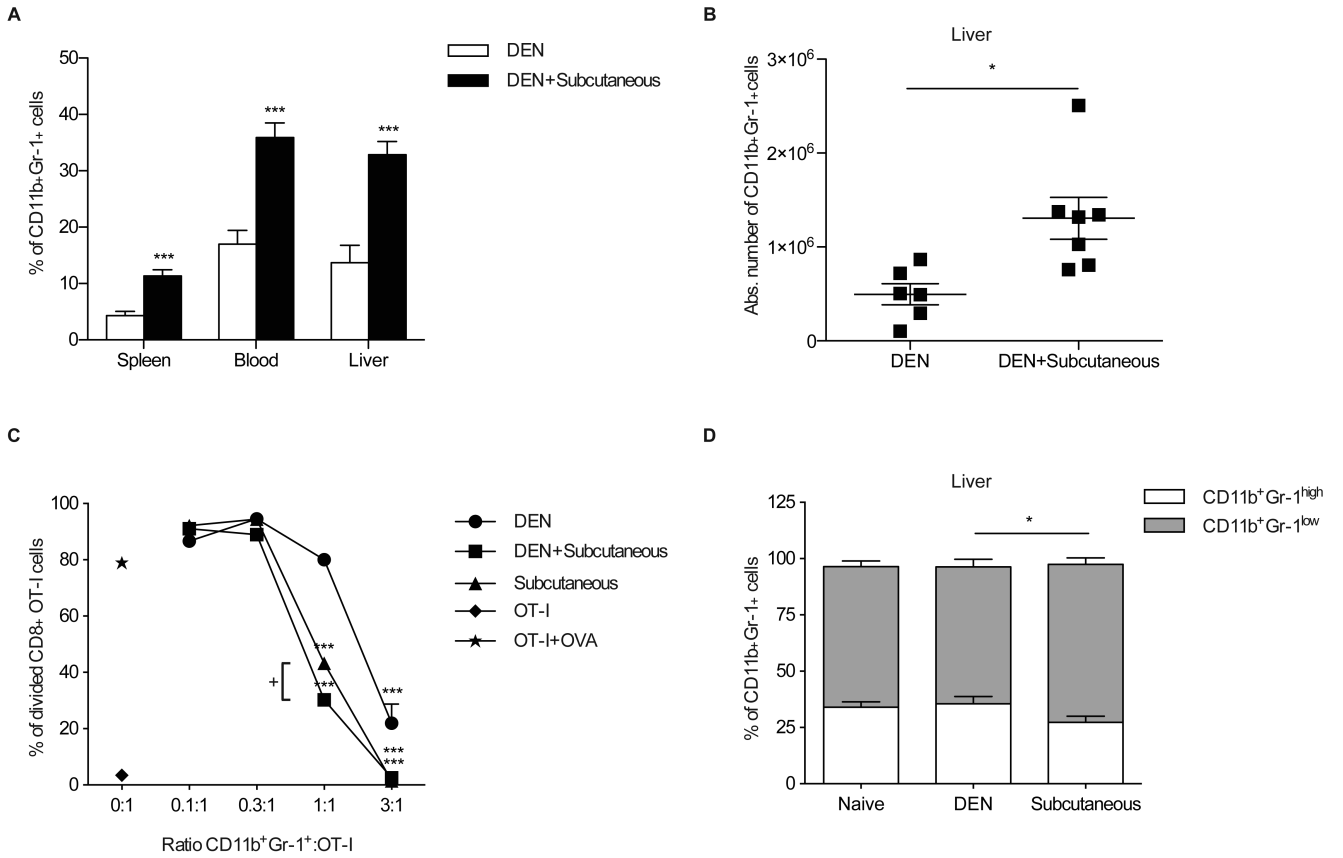 A
% of CD11b+Gr-1+ cells
50
40
30
20
10
0
***
***
***
Spleen
Blood
Liver
DEN
DEN+Subcutaneous
B
Liver
Abs. number of CD11b+Gr-1+cells
3×10⁶
2×10⁶
1×10⁶
0
*
DEN
DEN+Subcutaneous
C
% of divided CD8+ OT-I cells
100
80
60
40
20
0
***
+
***
***
***
***
0:1
0.1:1
0.3:1
1:1
3:1
Ratio CD11b⁺Gr-1⁺:OT-I
DEN
DEN+Subcutaneous
Subcutaneous
OT-I
OT-I+OVA
D
Liver
% of CD11b+Gr-1+ cells
125
100
75
50
25
0
*
Naive
DEN
Subcutaneous
CD11b⁺Gr-1ʰⁱᵍʰ
CD11b⁺Gr-1ˡᵒʷ